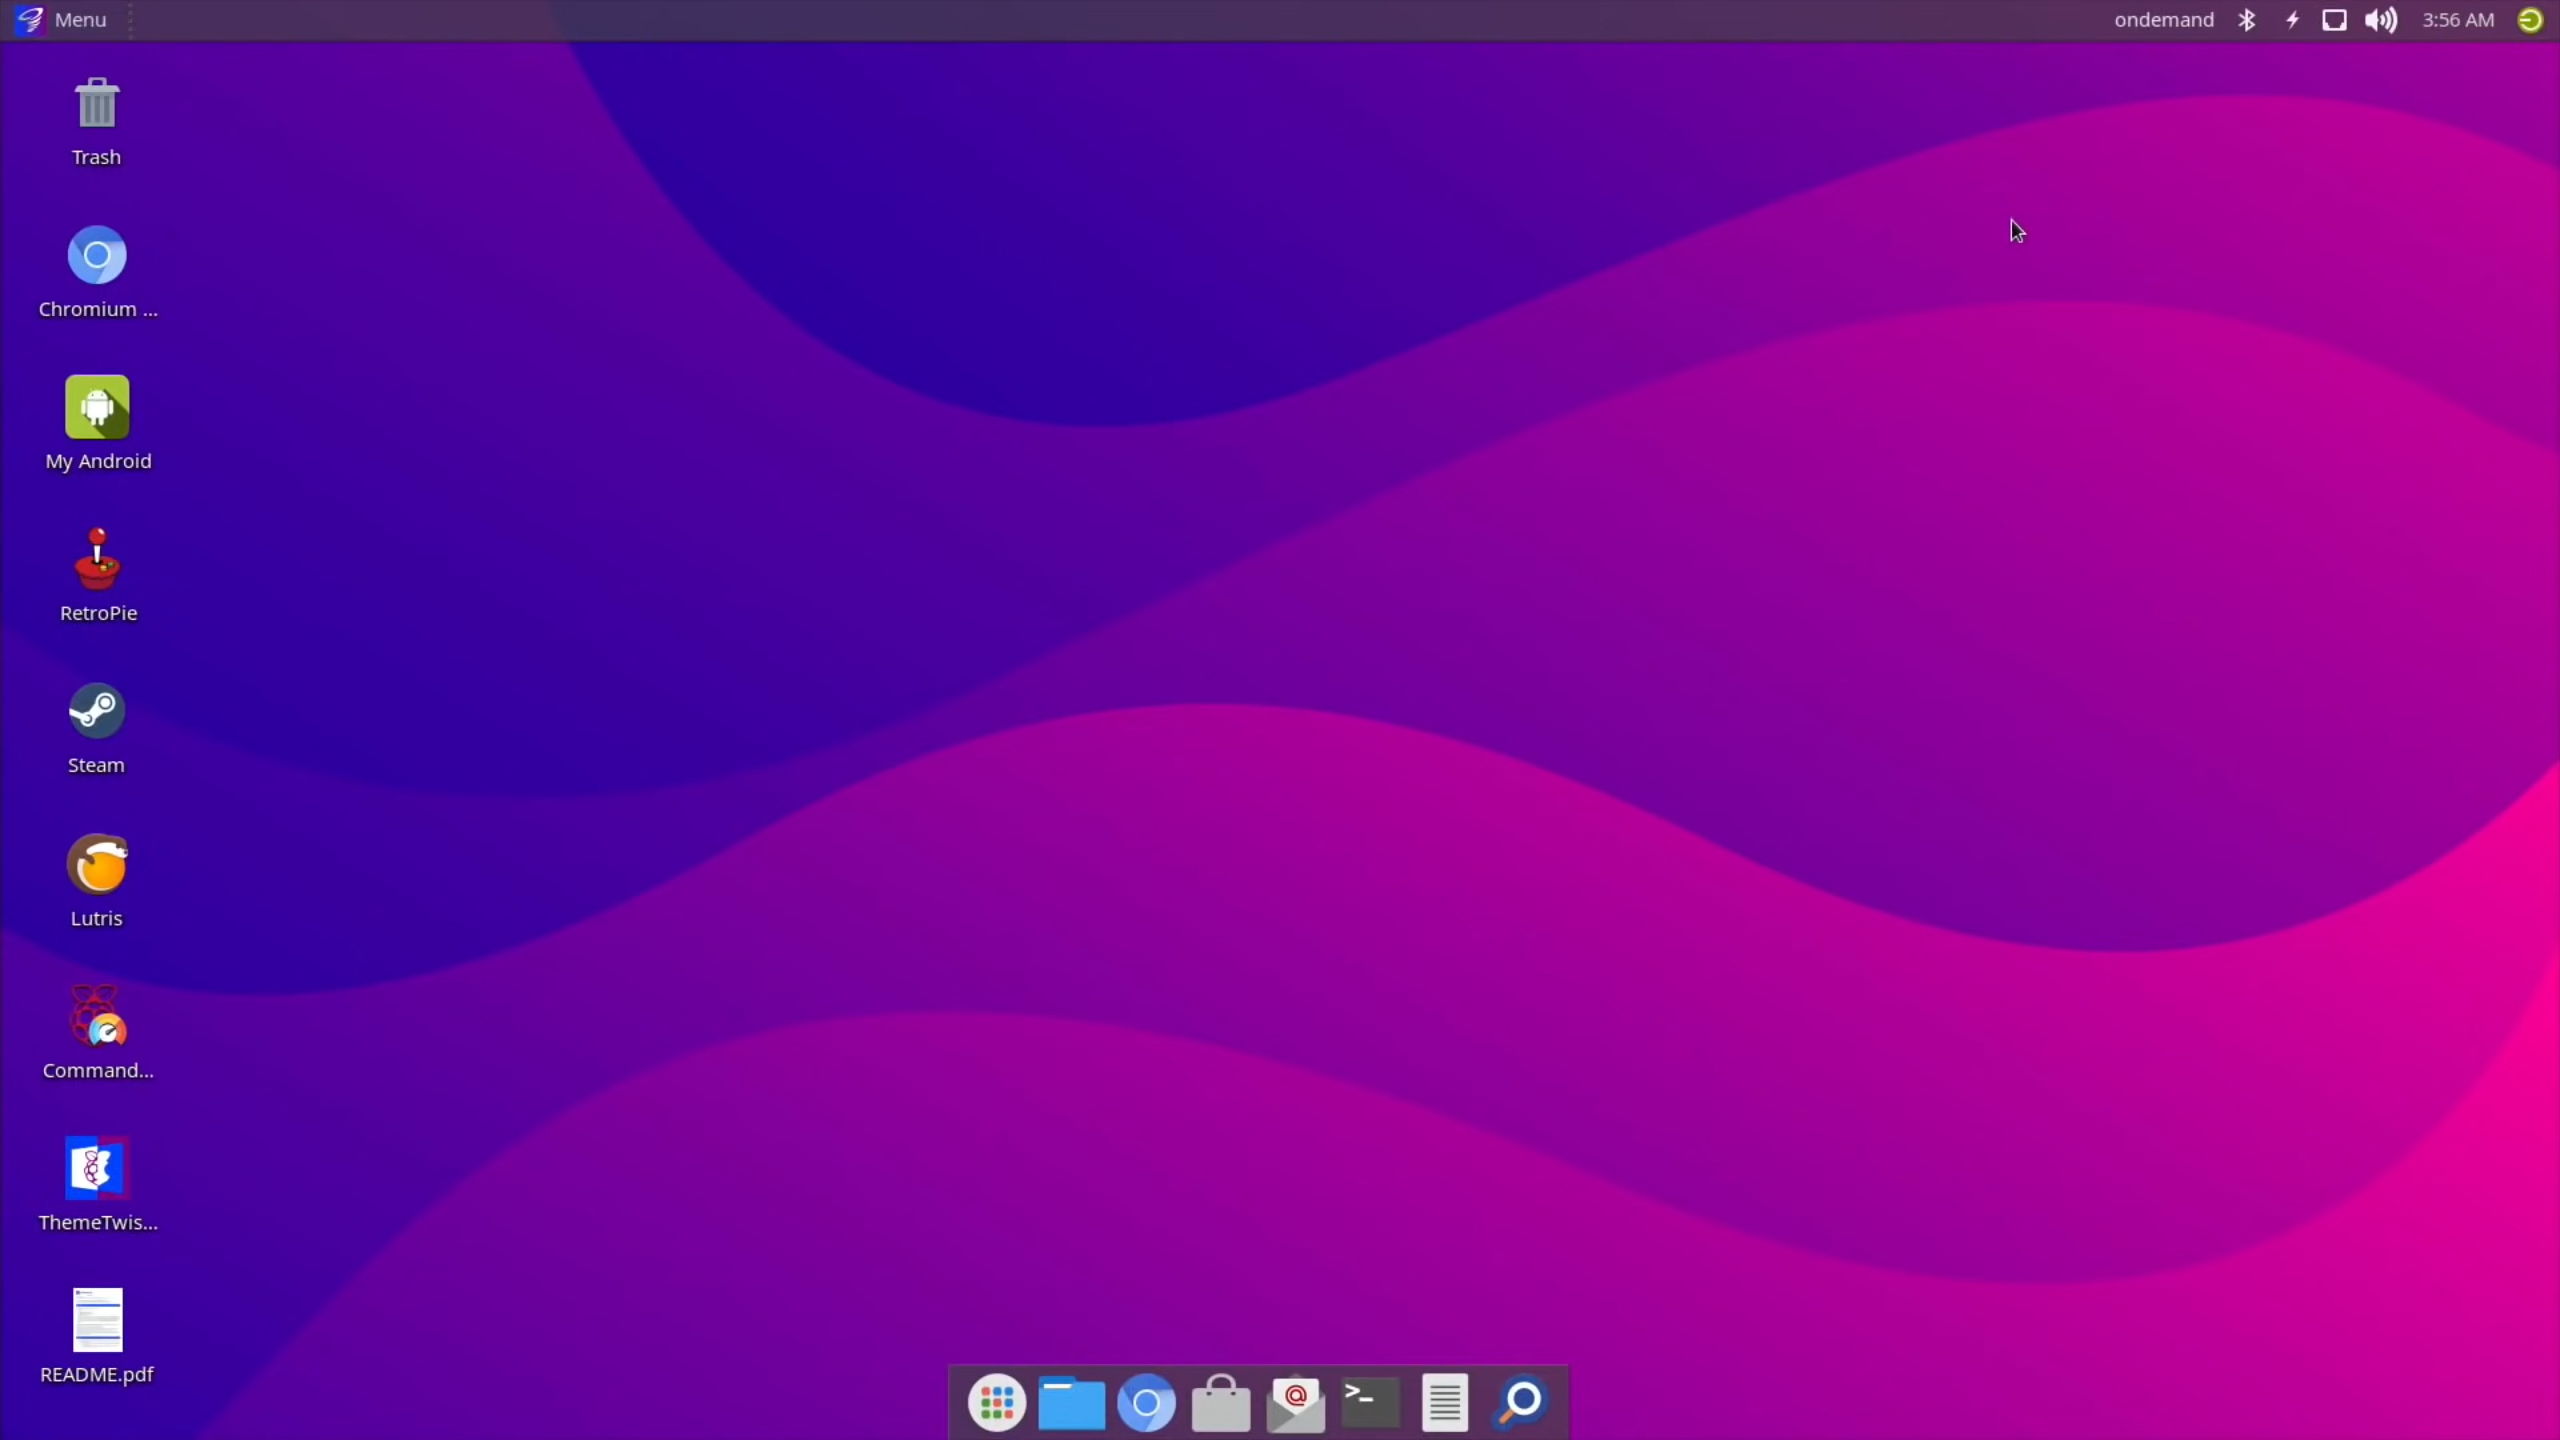 Menu
ondemand
3:56 AM
Trash
Chromium ...
My Android
RetroPie
Steam
Lutris
Command...
ThemeTwis...
README.pdf
@
>_